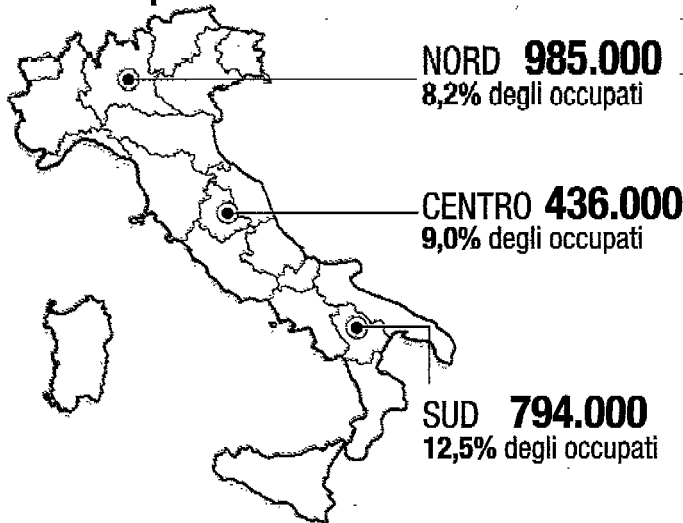 NORD 985.000
8,2% degli occupati
CENTRO 436.000
9,0% degli occupati
SUD 794.000
12,5% degli occupati